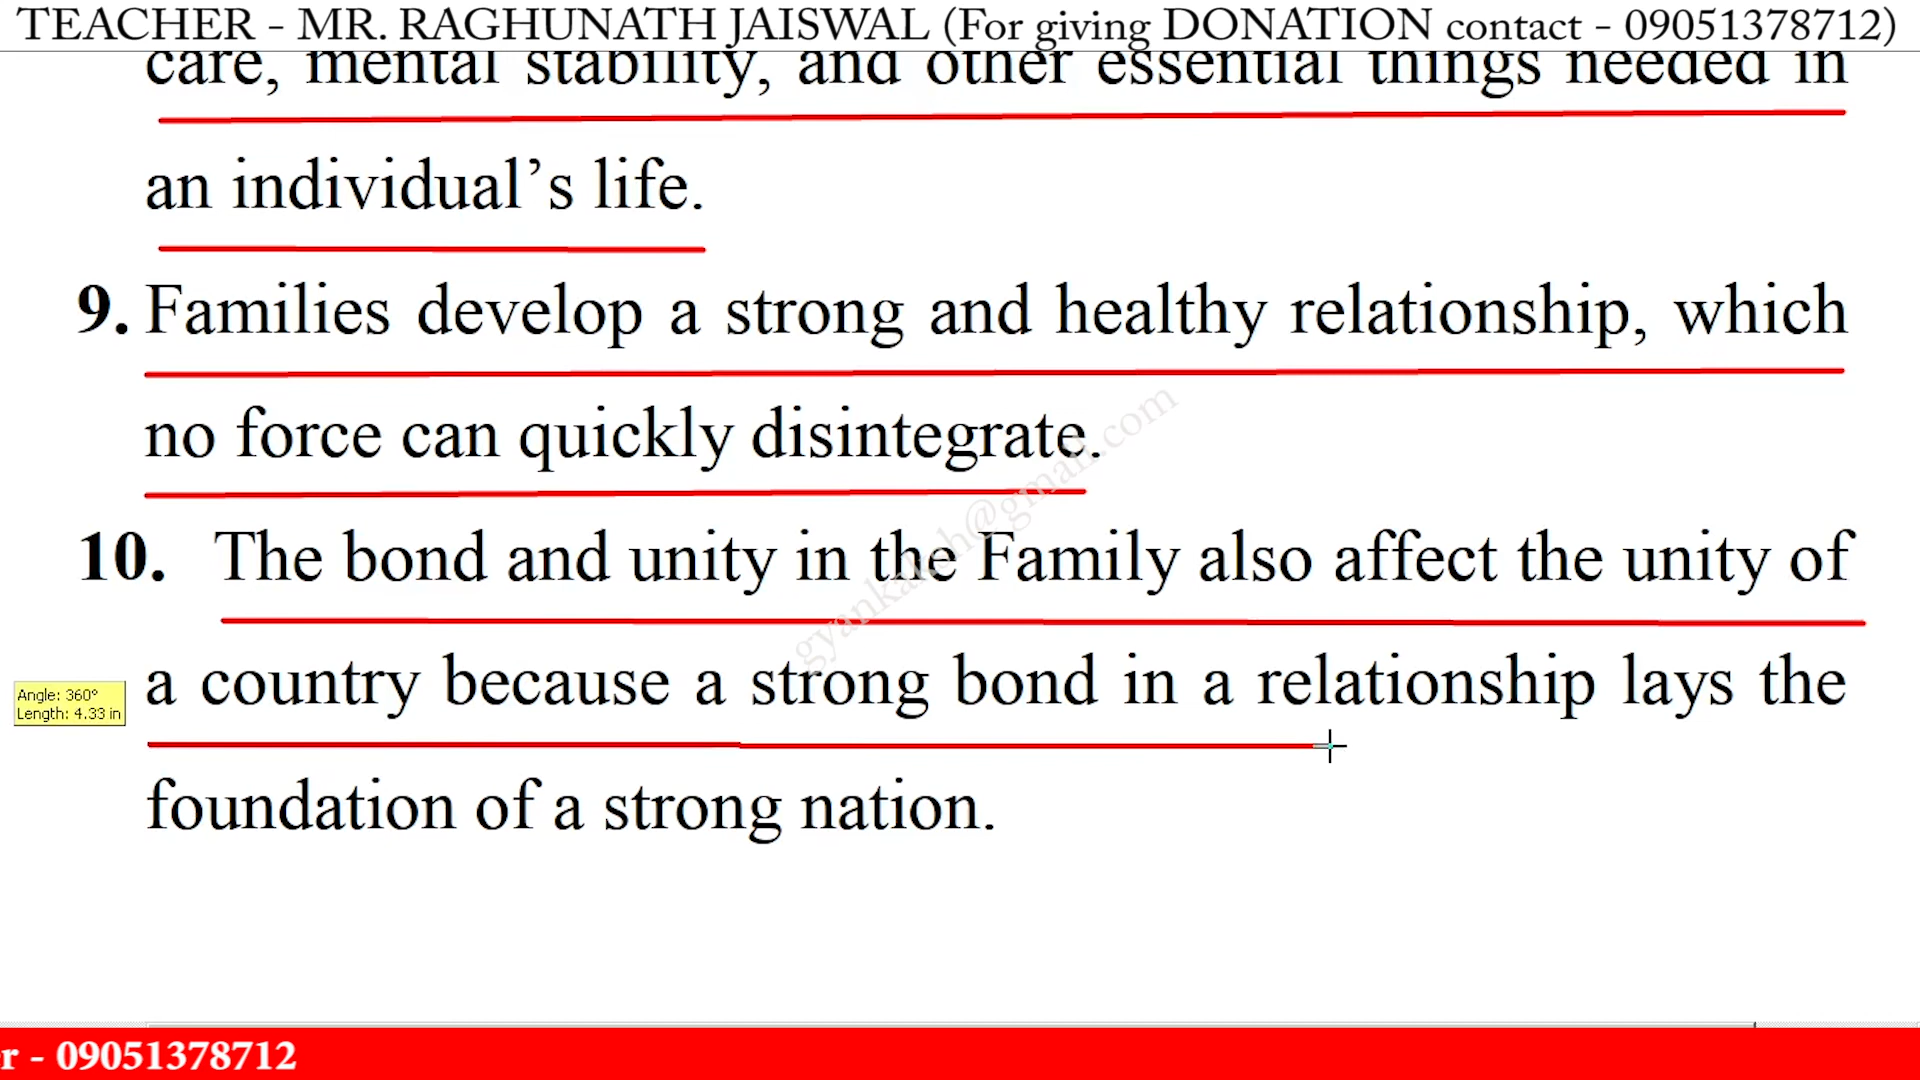 TEACHER - MR. RAGHUNATH JAISWAL (For giving DONATION contact - 09051378712)
care, mental stability, and other essential things needed in
an individual’s life.
9. Families develop a strong and healthy relationship, which
no force can quickly disintegrate.
10. The bond and unity in the Family also affect the unity of
a country because a strong bond in a relationship lays the
foundation of a strong nation.
Angle: 360°
Length: 4.33 in
gyankaksh@gmail.com
r - 09051378712